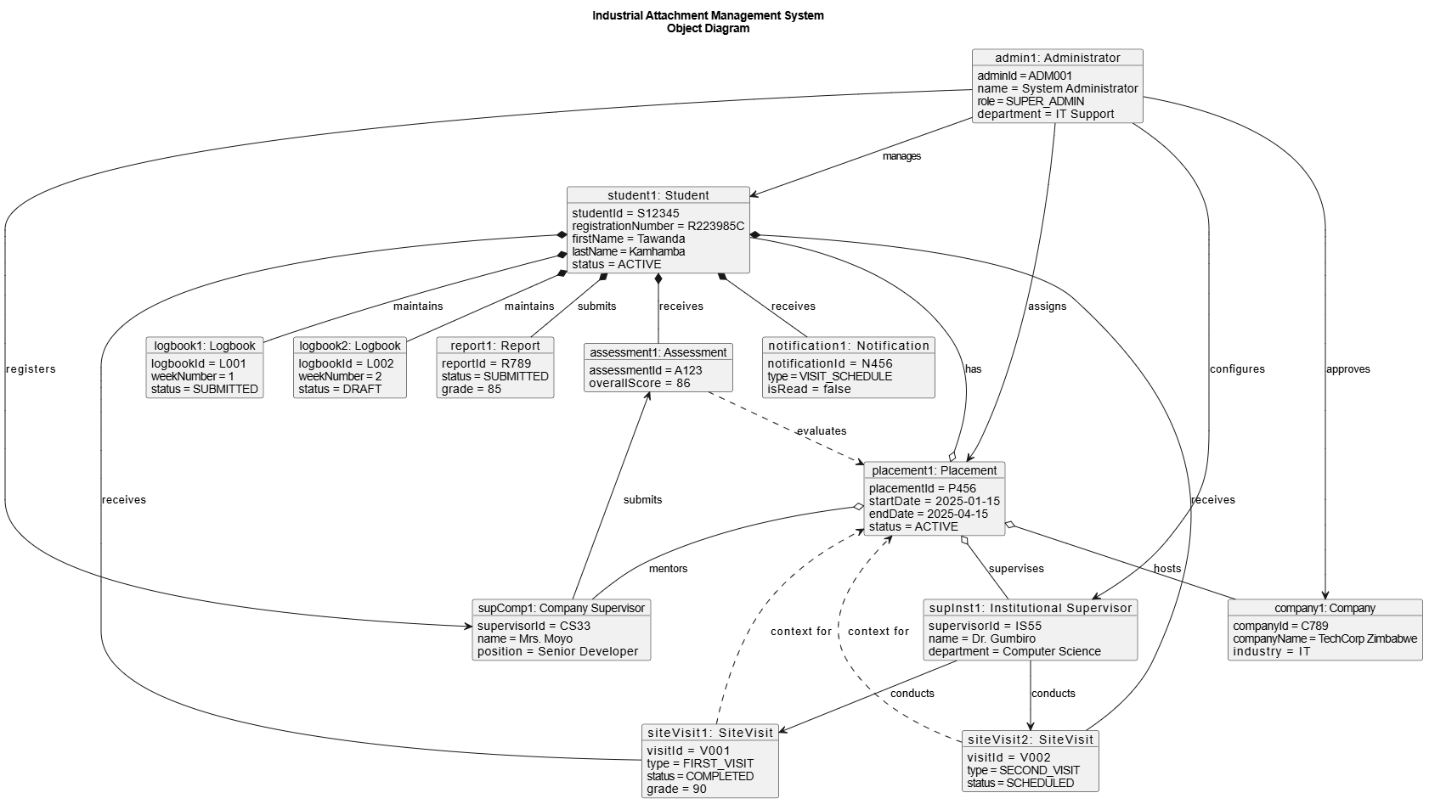 Industrial Attachment Management System
Object Diagram
admin1: Administrator
adminId = ADM001
name = System Administrator
role = SUPER_ADMIN
department = IT Support
manages
student1: Student
studentId = S12345
registrationNumber = R223985C
firstName = Tawanda
lastName = Kamhamba
status = ACTIVE
maintains
maintains
submits
receives
receives
assigns
logbook1: Logbook
logbookId = L001
weekNumber = 1
status = SUBMITTED
logbook2: Logbook
logbookId = L002
weekNumber = 2
status = DRAFT
report1: Report
reportId = R789
status = SUBMITTED
grade = 85
assessment1: Assessment
assessmentId = A123
overallScore = 86
notification1: Notification
notificationId = N456
type = VISIT_SCHEDULE
isRead = false
registers
has
configures
approves
evaluates
placement1: Placement
placementId = P456
startDate = 2025-01-15
endDate = 2025-04-15
status = ACTIVE
receives
submits
receives
mentors
supervises
hosts
supComp1: Company Supervisor
supervisorId = CS33
name = Mrs. Moyo
position = Senior Developer
supInst1: Institutional Supervisor
supervisorId = IS55
name = Dr. Gumbiro
department = Computer Science
company1: Company
companyId = C789
companyName = TechCorp Zimbabwe
industry = IT
context for
context for
conducts
conducts
siteVisit1: SiteVisit
visitId = V001
type = FIRST_VISIT
status = COMPLETED
grade = 90
siteVisit2: SiteVisit
visitId = V002
type = SECOND_VISIT
status = SCHEDULED